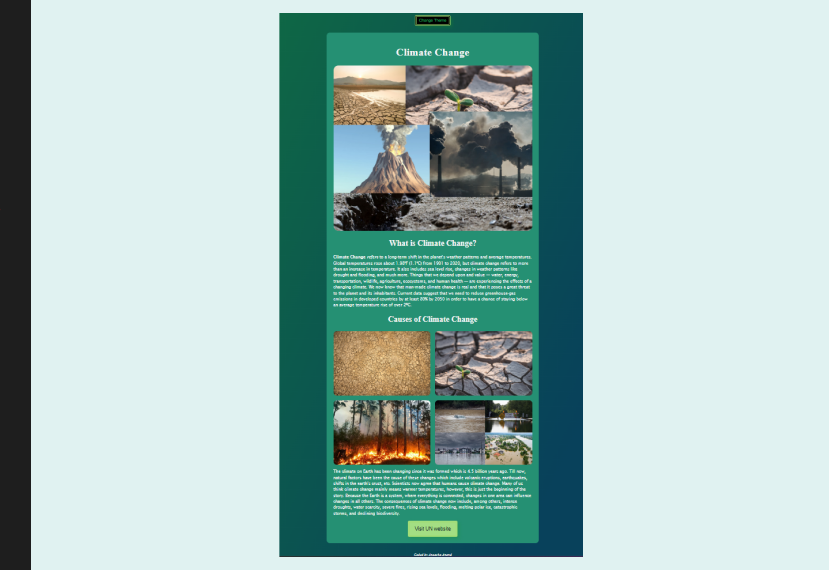 Change Theme
Climate Change
What is Climate Change?
Climate Change refers to a long-term shift in the planet's weather patterns and average temperatures.
Global temperatures rose about 1.98°F (1.1°C) from 1901 to 2020, but climate change refers to more
than an increase in temperature. It also includes sea level rise, changes in weather patterns like
drought and flooding, and much more. Things that we depend upon and value — water, energy,
transportation, wildlife, agriculture, ecosystems, and human health — are experiencing the effects of a
changing climate. We now know that man-made climate change is real and that it poses a great threat
to the planet and its inhabitants. Current data suggest that we need to reduce greenhouse-gas
emissions in developed countries by at least 80% by 2050 in order to have a chance of staying below
an average temperature rise of over 2°C.
Causes of Climate Change
The climate on Earth has been changing since it was formed which is 4.5 billion years ago. Till now,
natural factors have been the cause of these changes which include volcanic eruptions, earthquakes,
shifts in the earth's crust, etc. Scientists now agree that humans cause climate change. Many of us
think climate change mainly means warmer temperatures, however, this is just the beginning of the
story. Because the Earth is a system, where everything is connected, changes in one area can influence
changes in all others. The consequences of climate change now include, among others, intense
droughts, water scarcity, severe fires, rising sea levels, flooding, melting polar ice, catastrophic
storms, and declining biodiversity.
Visit UN website
Coded by Anwesha Anand